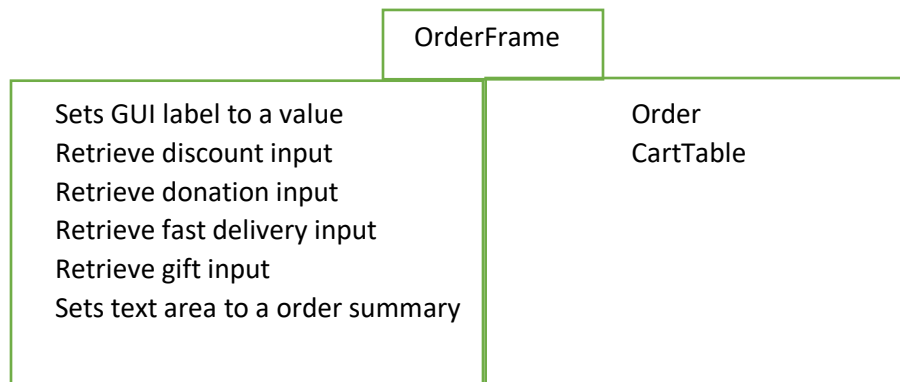 OrderFrame
Sets GUI label to a value
Retrieve discount input
Retrieve donation input
Retrieve fast delivery input
Retrieve gift input
Sets text area to a order summary
Order
CartTable